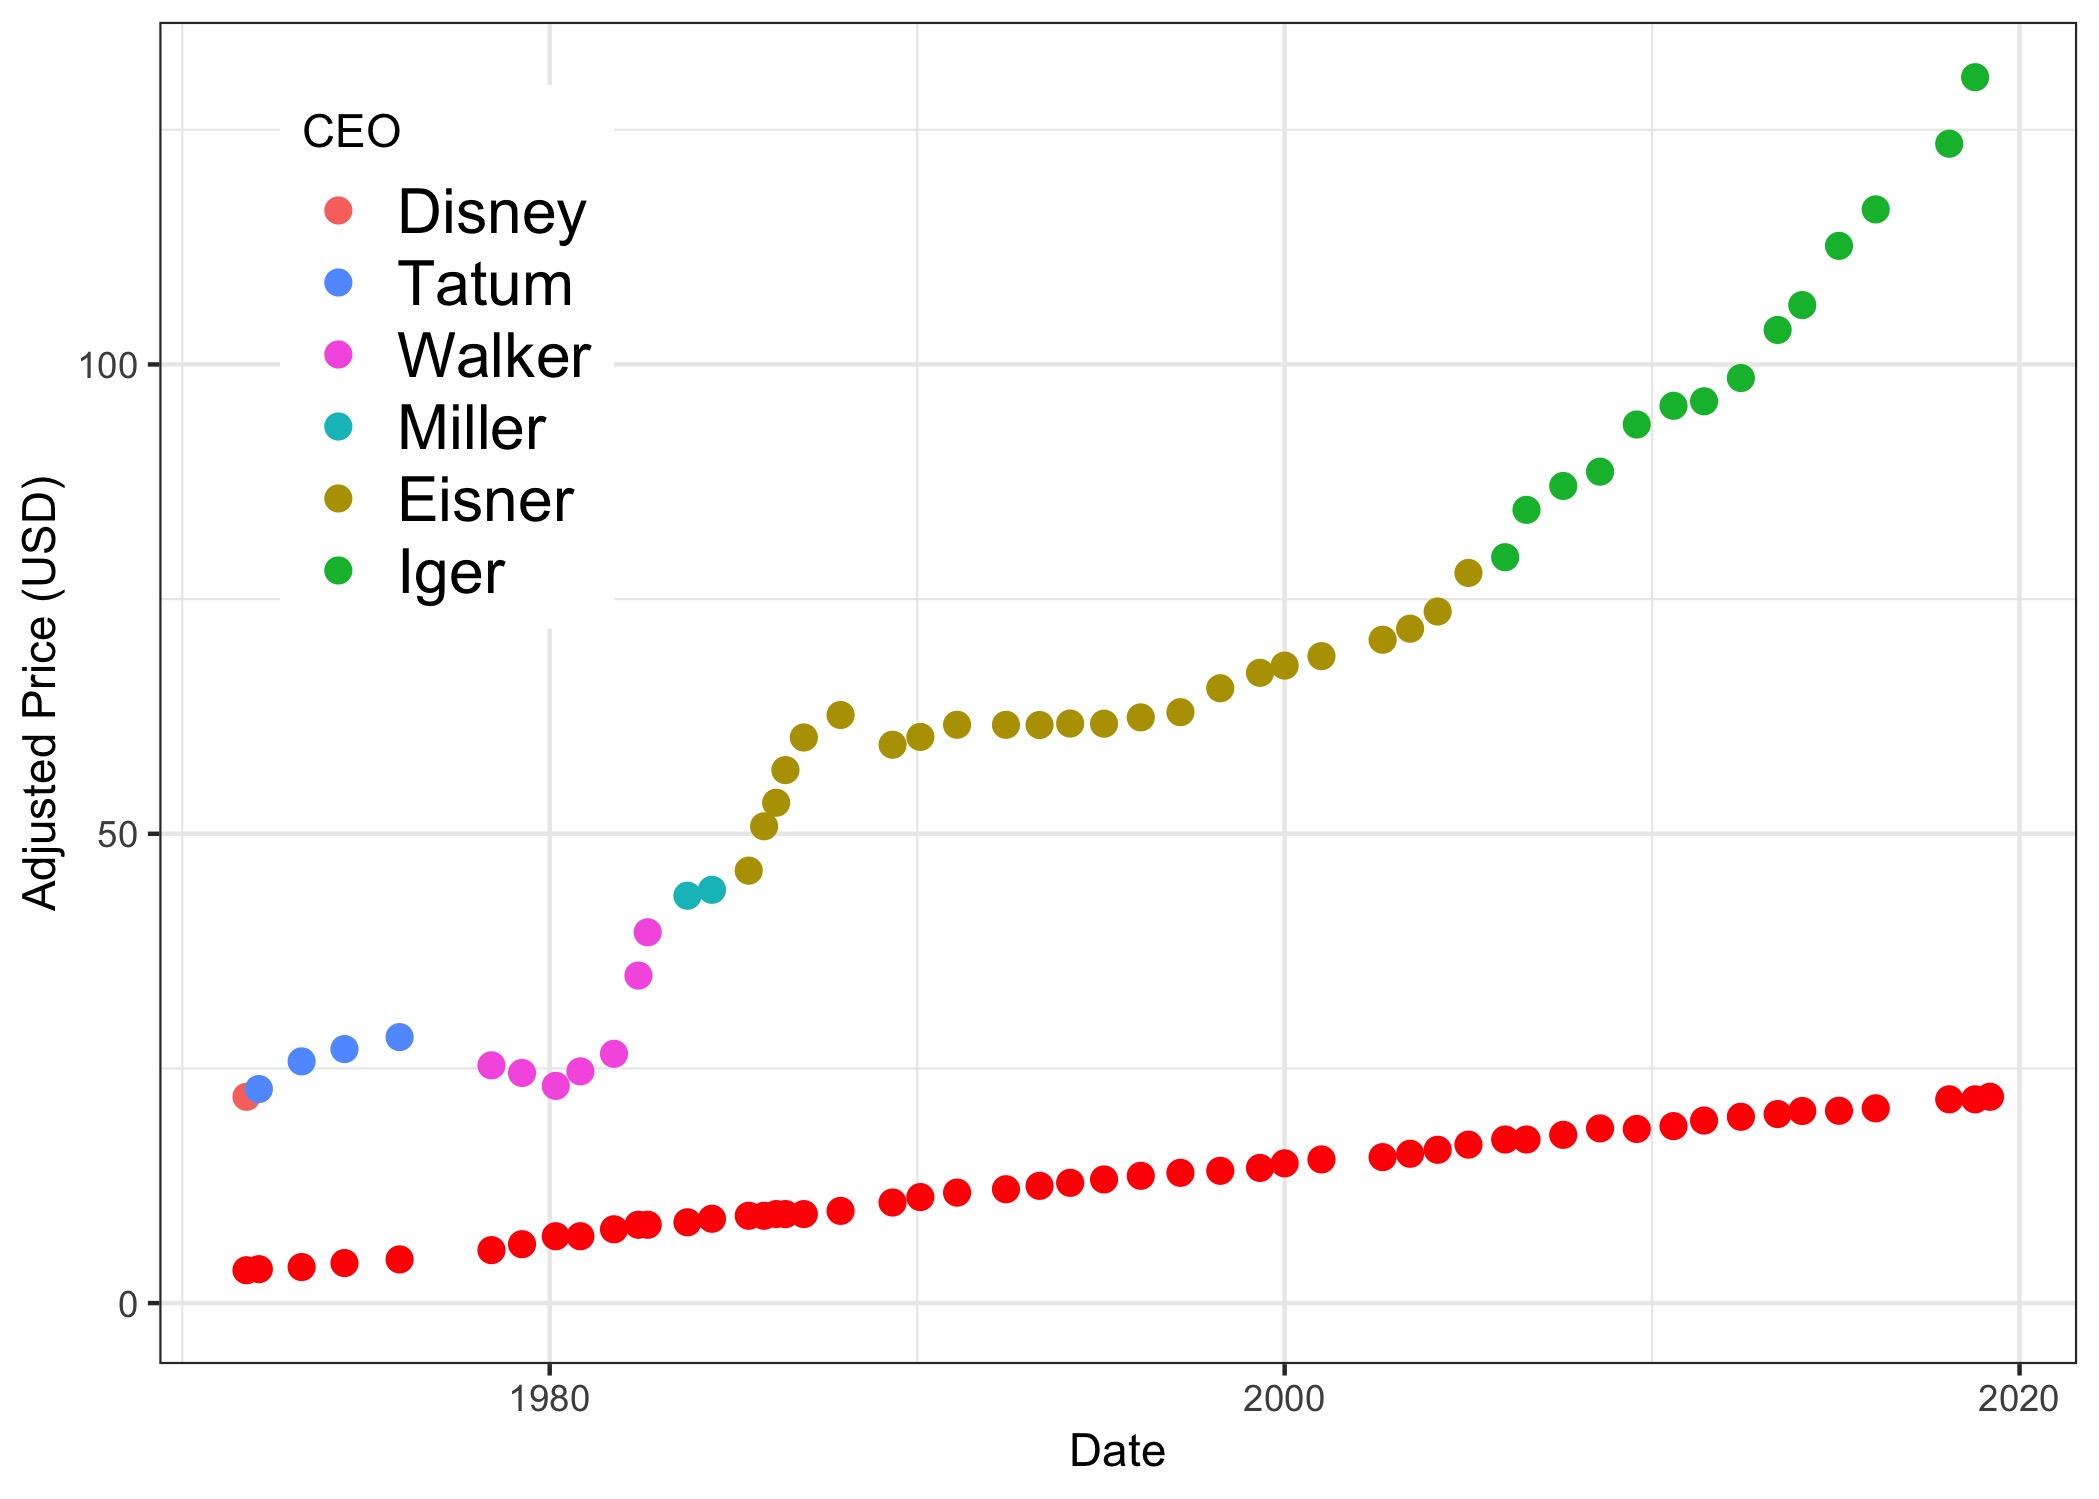 CEO
Disney
Tatum
Walker
Miller
Eisner
Iger
Adjusted Price (USD)
100
50
0
1980
2000
2020
Date